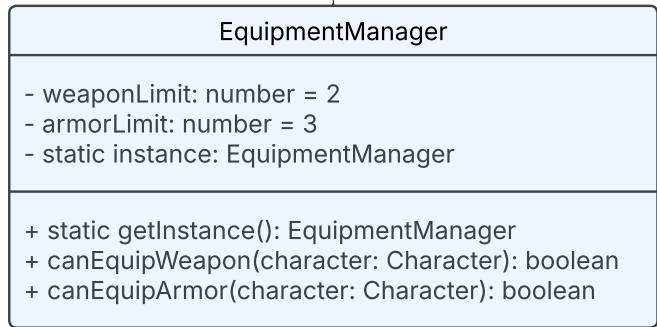 EquipmentManager
- weaponLimit: number = 2
- armorLimit: number = 3
- static instance: EquipmentManager
+ static getInstance(): EquipmentManager
+ canEquipWeapon(character: Character): boolean
+ canEquipArmor(character: Character): boolean